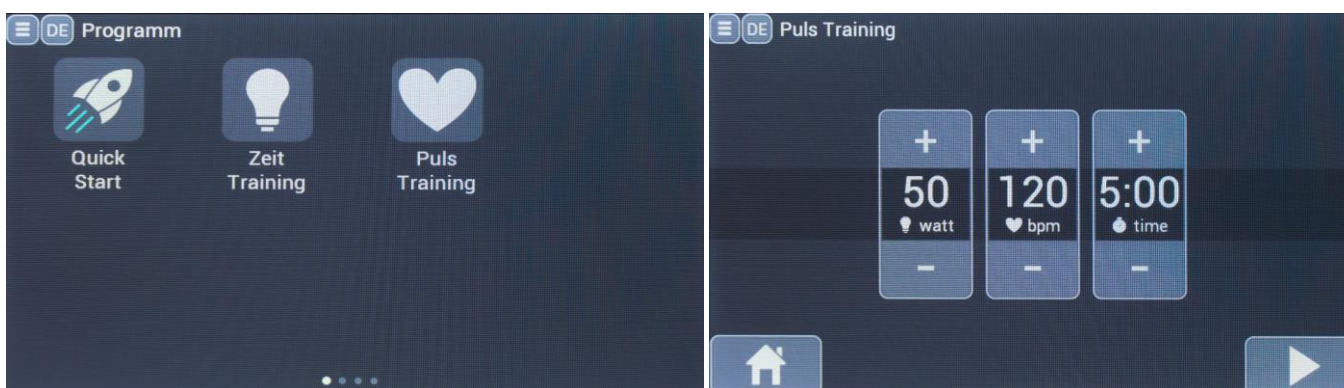 DE Programm
Quick
Start
Zeit
Training
Puls
Training
DE Puls Training
+ + +
50 120 5:00
watt bpm time
- - -